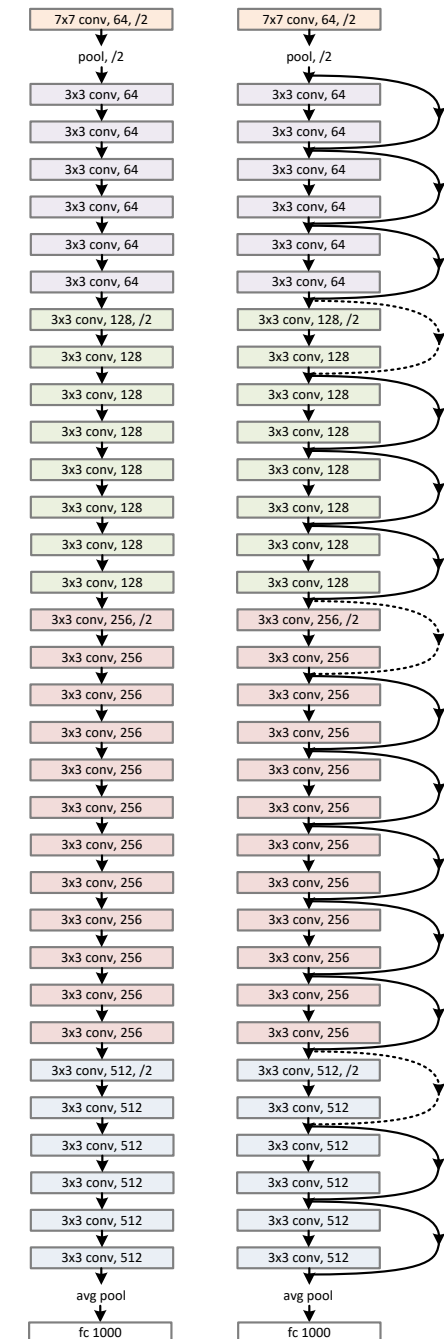 7x7 conv, 64, /2
pool, /2
3x3 conv, 64
3x3 conv, 64
3x3 conv, 64
3x3 conv, 64
3x3 conv, 64
3x3 conv, 64
3x3 conv, 128, /2
3x3 conv, 128
3x3 conv, 128
3x3 conv, 128
3x3 conv, 128
3x3 conv, 128
3x3 conv, 128
3x3 conv, 128
3x3 conv, 256, /2
3x3 conv, 256
3x3 conv, 256
3x3 conv, 256
3x3 conv, 256
3x3 conv, 256
3x3 conv, 256
3x3 conv, 256
3x3 conv, 256
3x3 conv, 256
3x3 conv, 256
3x3 conv, 256
3x3 conv, 512, /2
3x3 conv, 512
3x3 conv, 512
3x3 conv, 512
3x3 conv, 512
3x3 conv, 512
avg pool
fc 1000
7x7 conv, 64, /2
pool, /2
3x3 conv, 64
3x3 conv, 64
3x3 conv, 64
3x3 conv, 64
3x3 conv, 64
3x3 conv, 64
3x3 conv, 128, /2
3x3 conv, 128
3x3 conv, 128
3x3 conv, 128
3x3 conv, 128
3x3 conv, 128
3x3 conv, 128
3x3 conv, 128
3x3 conv, 256, /2
3x3 conv, 256
3x3 conv, 256
3x3 conv, 256
3x3 conv, 256
3x3 conv, 256
3x3 conv, 256
3x3 conv, 256
3x3 conv, 256
3x3 conv, 256
3x3 conv, 256
3x3 conv, 256
3x3 conv, 512, /2
3x3 conv, 512
3x3 conv, 512
3x3 conv, 512
3x3 conv, 512
3x3 conv, 512
avg pool
fc 1000